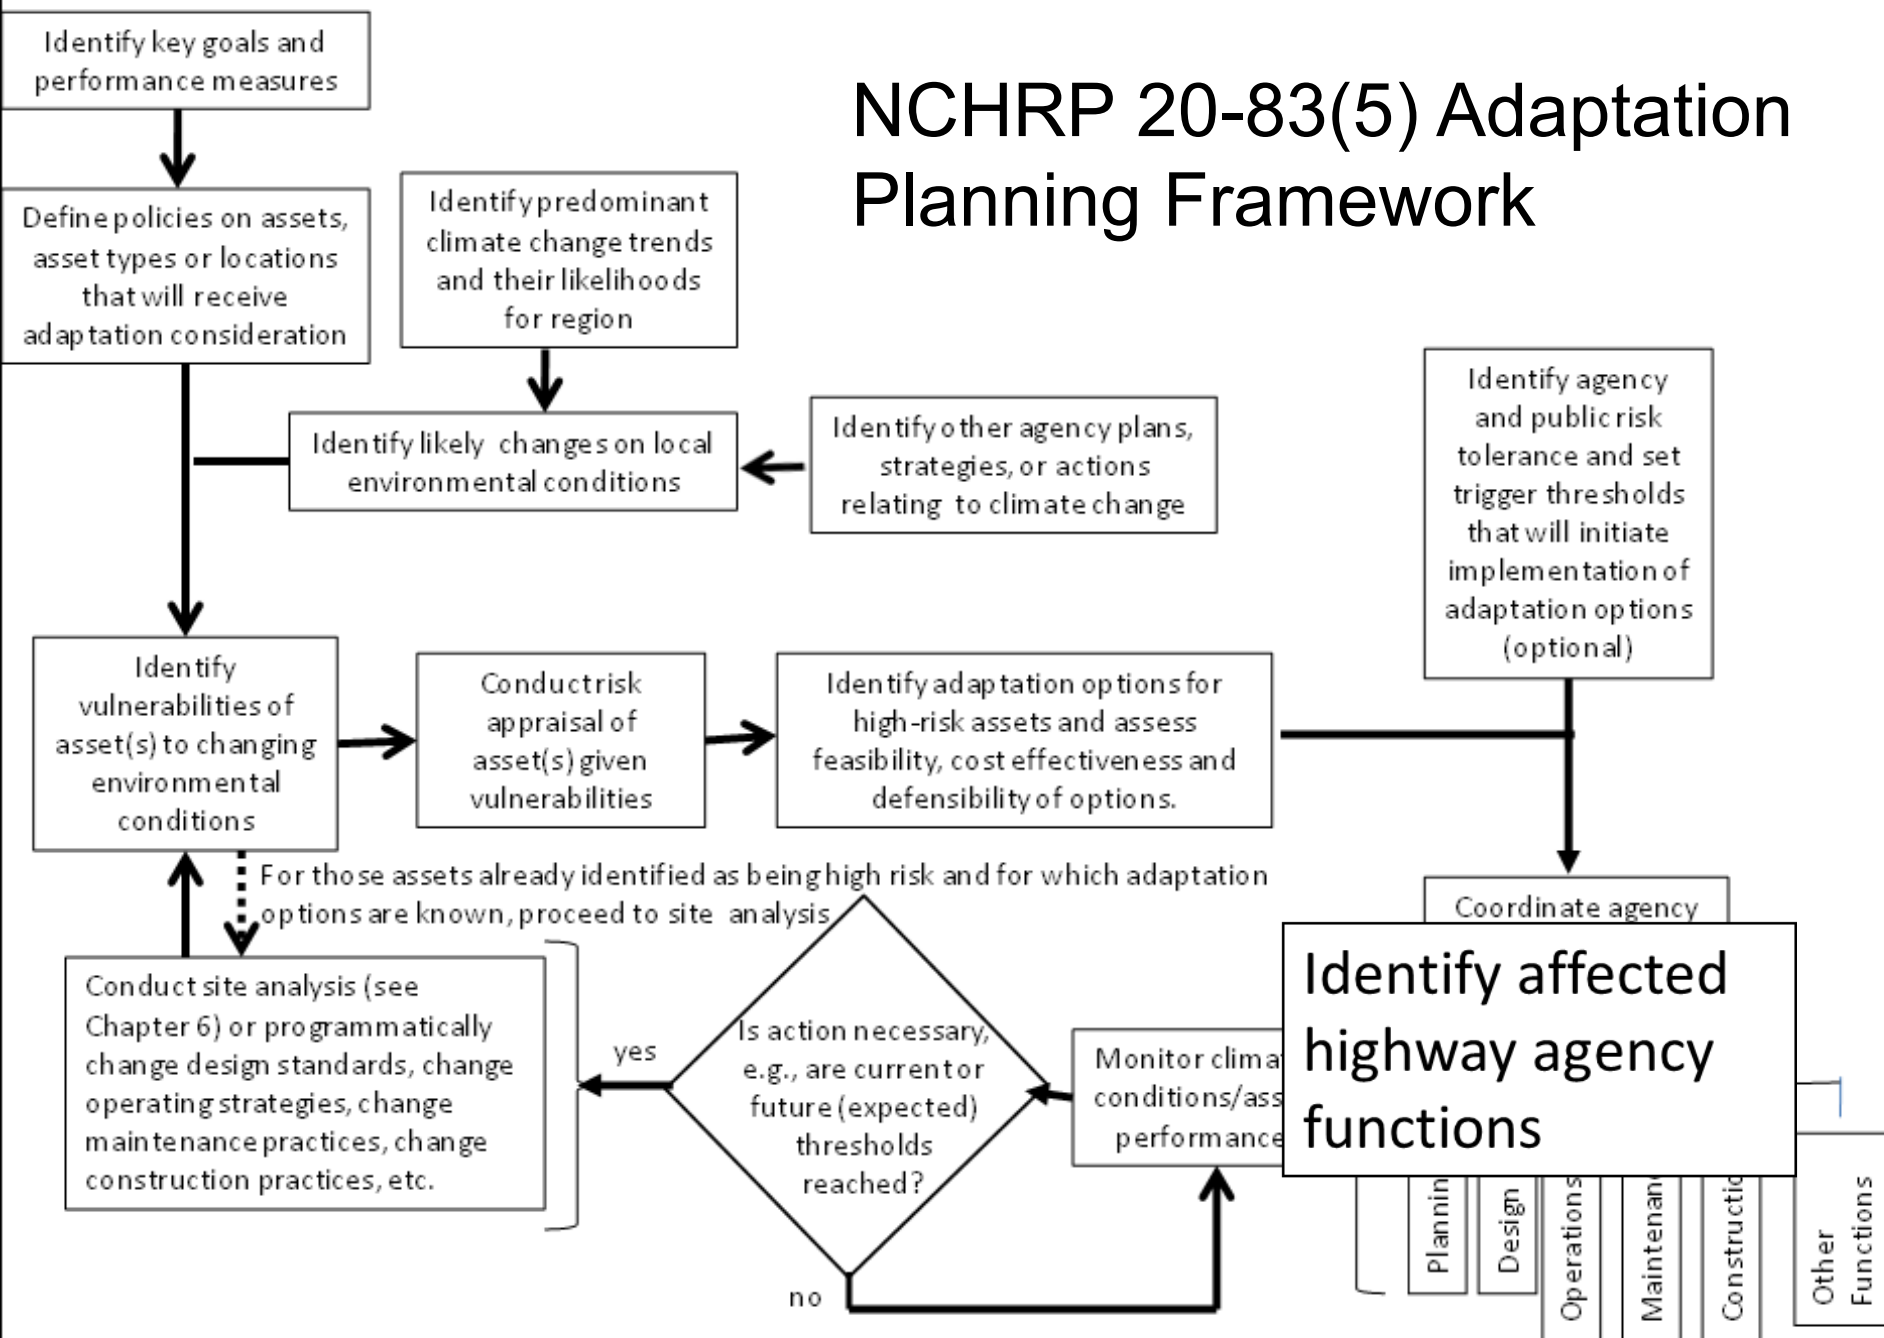 NCHRP 20-83(5) Adaptation
Planning Framework
Identify key goals and
performance measures
Define policies on assets,
asset types or locations
that will receive
adaptation consideration
Identify predominant
climate change trends
and their likelihoods
for region
Identify likely changes on local
environmental conditions
Identify other agency plans,
strategies, or actions
relating to climate change
Identify agency
and public risk
tolerance and set
trigger thresholds
that will initiate
implementation of
adaptation options
(optional)
Identify
vulnerabilities of
asset(s) to changing
environmental
conditions
Conduct risk
appraisal of
asset(s) given
vulnerabilities
Identify adaptation options for
high-risk assets and assess
feasibility, cost effectiveness and
defensibility of options.
For those assets already identified as being high risk and for which adaptation
options are known, proceed to site analysis
Coordinate agency
Identify affected
highway agency
functions
Conduct site analysis (see
Chapter 6) or programmatically
change design standards, change
operating strategies, change
maintenance practices, change
construction practices, etc.
yes
Is action necessary,
e.g., are current or
future (expected)
thresholds
reached?
no
Monitor
conditions/
performance
Design
Operations
Other
Functions